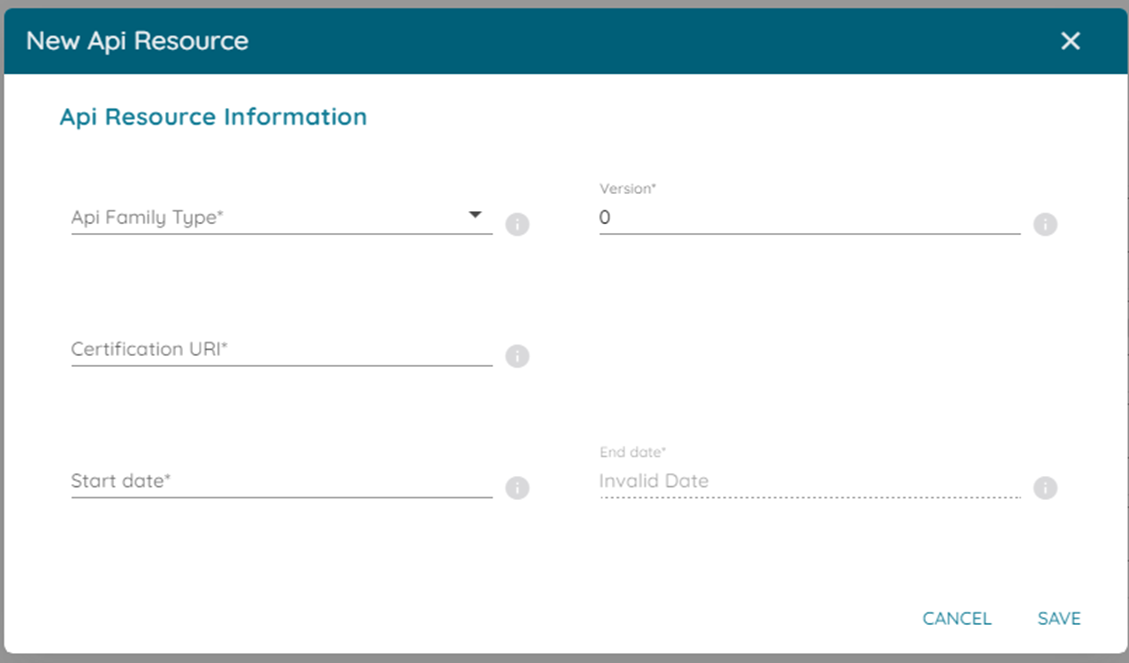 New Api Resource
Api Resource Information
Api Family Type*
Version*
0
Certification URI*
Start date*
End date*
Invalid Date
CANCEL SAVE